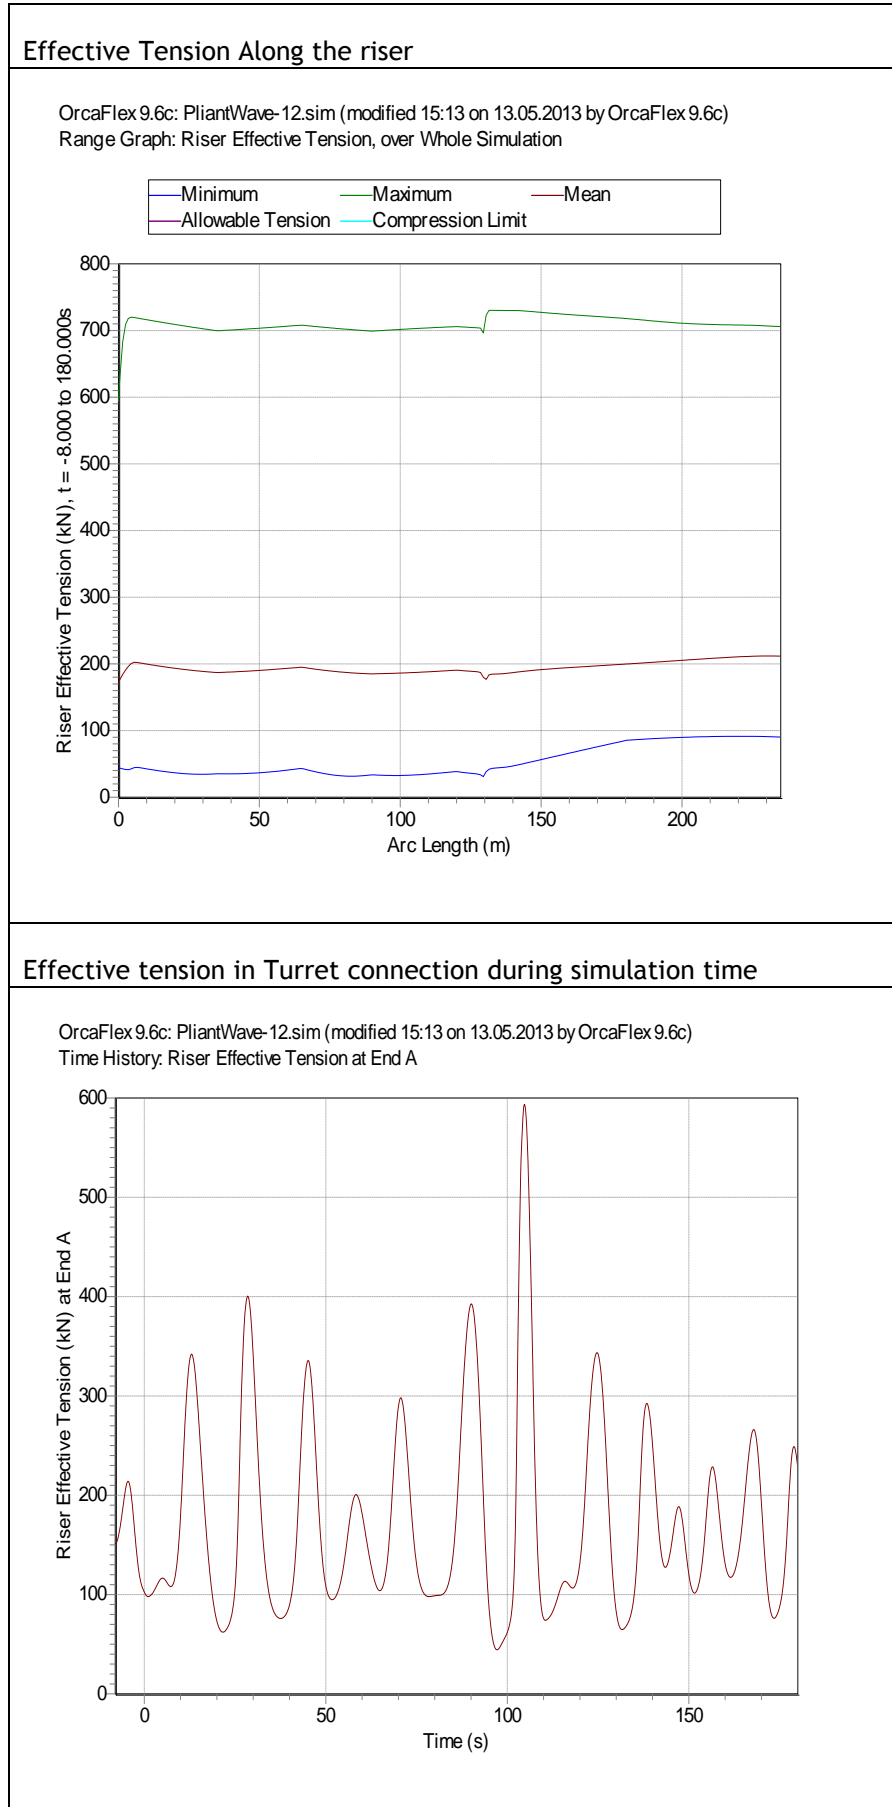 Effective Tension Along the riser
OrcaFlex 9.6c: PliantWave-12.sim (modified 15:13 on 13.05.2013 by OrcaFlex 9.6c)
Range Graph: Riser Effective Tension, over Whole Simulation
Minimum Maximum Mean
Allowable Tension Compression Limit
Riser Effective Tension (kN), t = -8.000 to 180.000s
800
700
600
500
400
300
200
100
0
0 50 100 150 200
Arc Length (m)
Effective tension in Turret connection during simulation time
OrcaFlex 9.6c: PliantWave-12.sim (modified 15:13 on 13.05.2013 by OrcaFlex 9.6c)
Time History: Riser Effective Tension at End A
Riser Effective Tension (kN) at End A
600
500
400
300
200
100
0
0 50 100 150
Time (s)